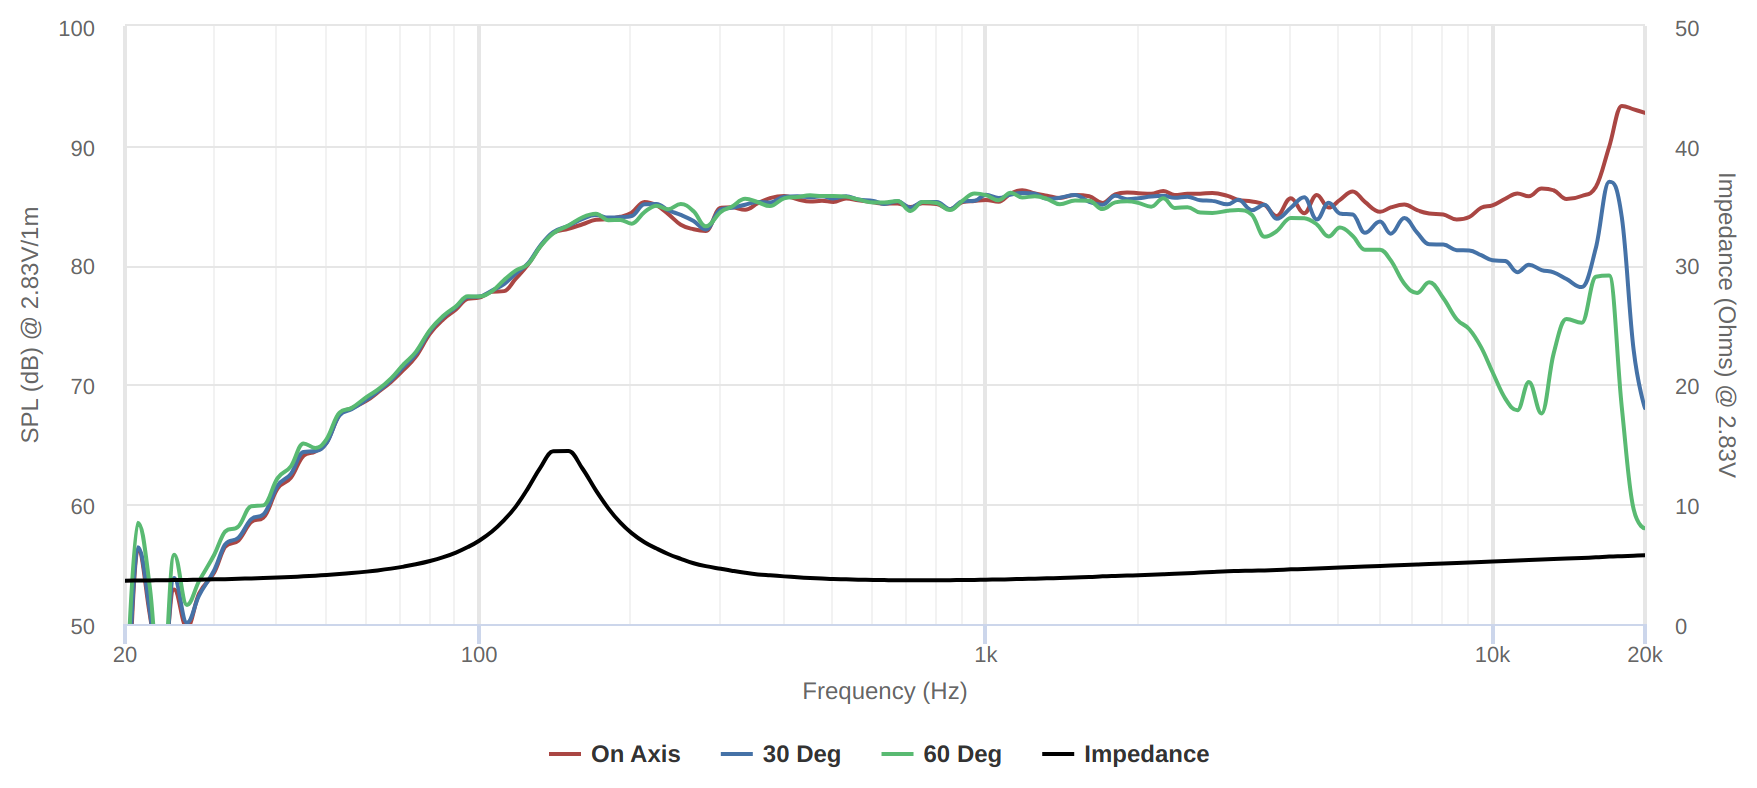 100
90
80
70
60
50
SPL (dB) @ 2.83V/1m
50
40
30
20
10
0
Impedance (Ohms) @ 2.83V
20
100
1k
10k
20k
Frequency (Hz)
On Axis
30 Deg
60 Deg
Impedance